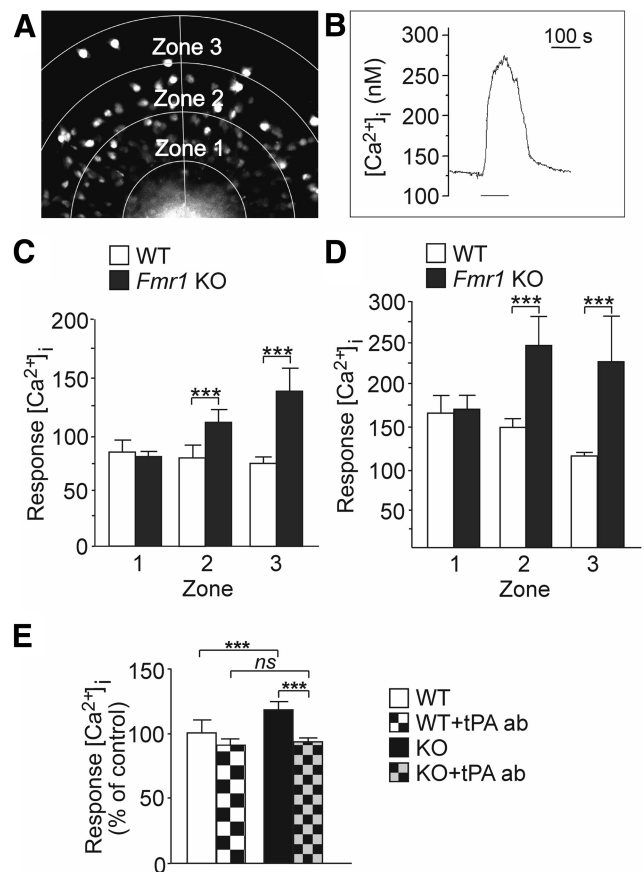 A
Zone 3
Zone 2
Zone 1
B
300
250
200
150
100
[Ca2+]i (nM)
100 s
C
WT
Fmr1 KO
200
150
100
50
0
Response [Ca2+]i
***
***
1 2 3
Zone
D
WT
Fmr1 KO
300
250
200
150
100
50
Response [Ca2+]i
***
***
1 2 3
Zone
E
150
100
50
0
Response [Ca2+]i
(% of control)
***
ns
***
WT
WT+tPA ab
KO
KO+tPA ab